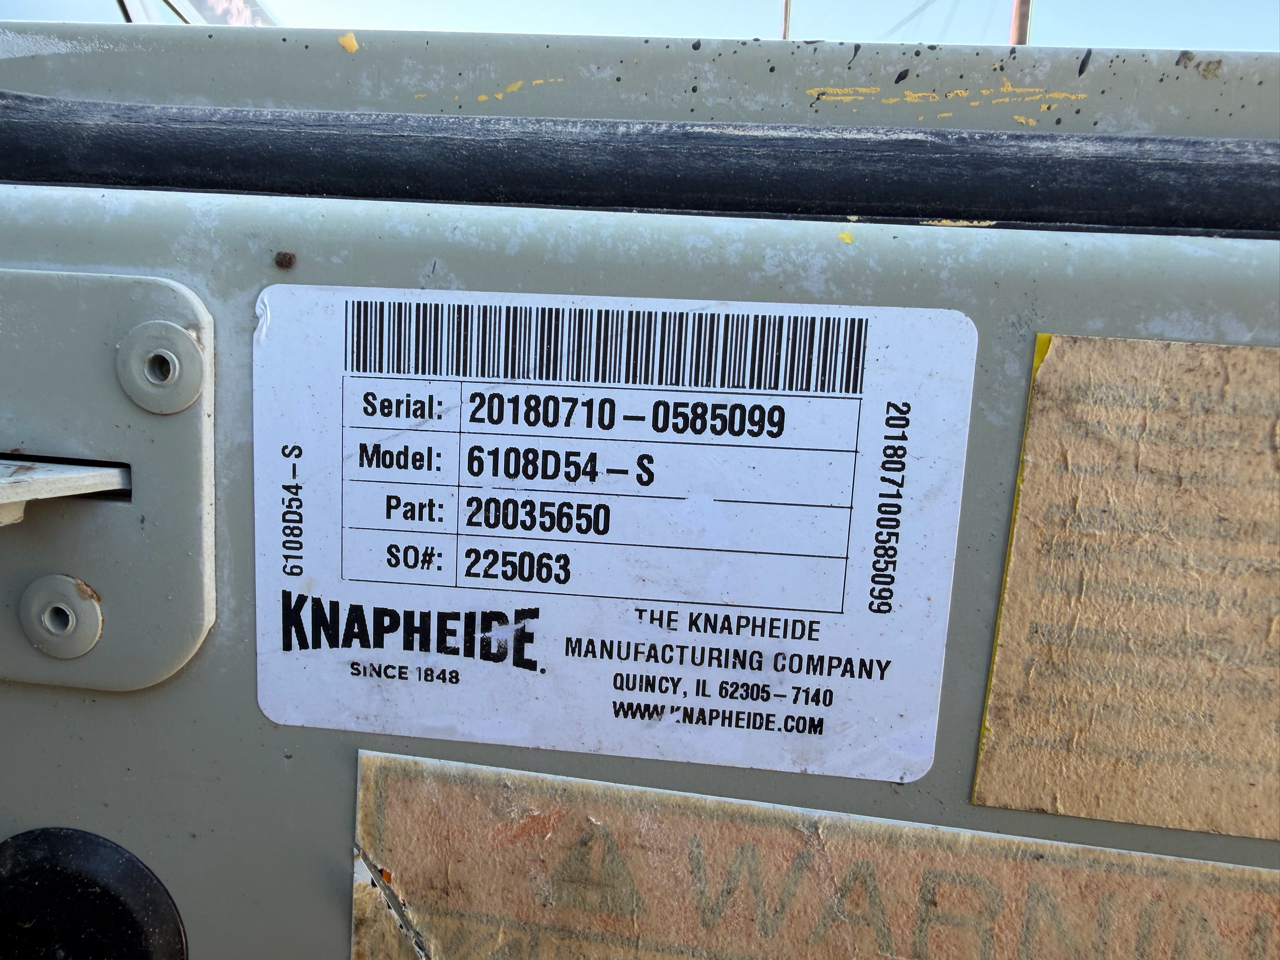 Serial: 20180710-0585099
Model: 6108D54-S
Part: 20035650
SO#: 225063
6108D54-S
201807100585099
KNAPHEIDE.
SINCE 1848
THE KNAPHEIDE
MANUFACTURING COMPANY
QUINCY, IL 62305-7140
WWW.KNAPHEIDE.COM
WARNIN